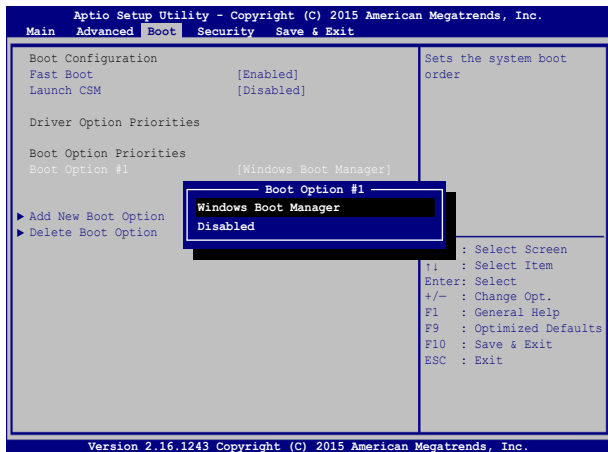 Aptio Setup Utility - Copyright (C) 2015 American Megatrends, Inc.
Main Advanced Boot Security Save & Exit
Boot Configuration
Fast Boot [Enabled]
Launch CSM [Disabled]
Driver Option Priorities
Boot Option Priorities
Boot Option #1 [Windows Boot Manager]
Add New Boot Option
Delete Boot Option
Boot Option #1
Windows Boot Manager
Disabled
Sets the system boot
order
: Select Screen
↑↓ : Select Item
Enter: Select
+/— : Change Opt.
F1 : General Help
F9 : Optimized Defaults
F10 : Save & Exit
ESC : Exit
Version 2.16.1243 Copyright (C) 2015 American Megatrends, Inc.